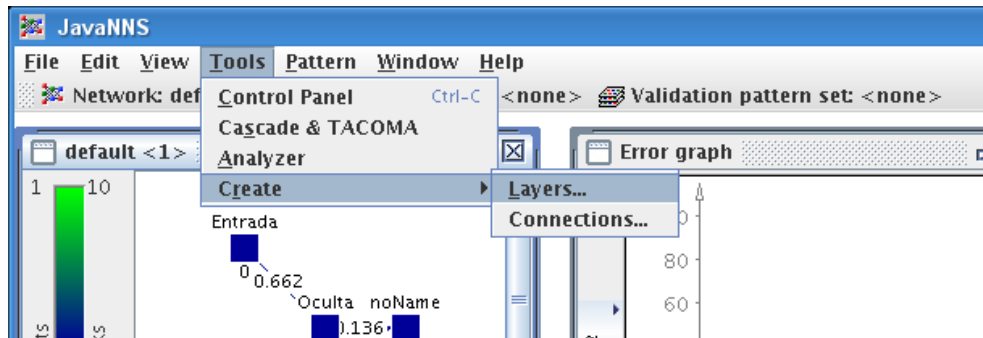 JavaNNS
File Edit View Tools Pattern Window Help
Network: def <none> Validation pattern set: <none>
Control Panel Ctrl-C
Cascade & TACOMA
Analyzer
Create
Layers...
Connections...
default <1>
Error graph
1 10
Entrada
0
0.662
Oculta noName
0.136
80
60